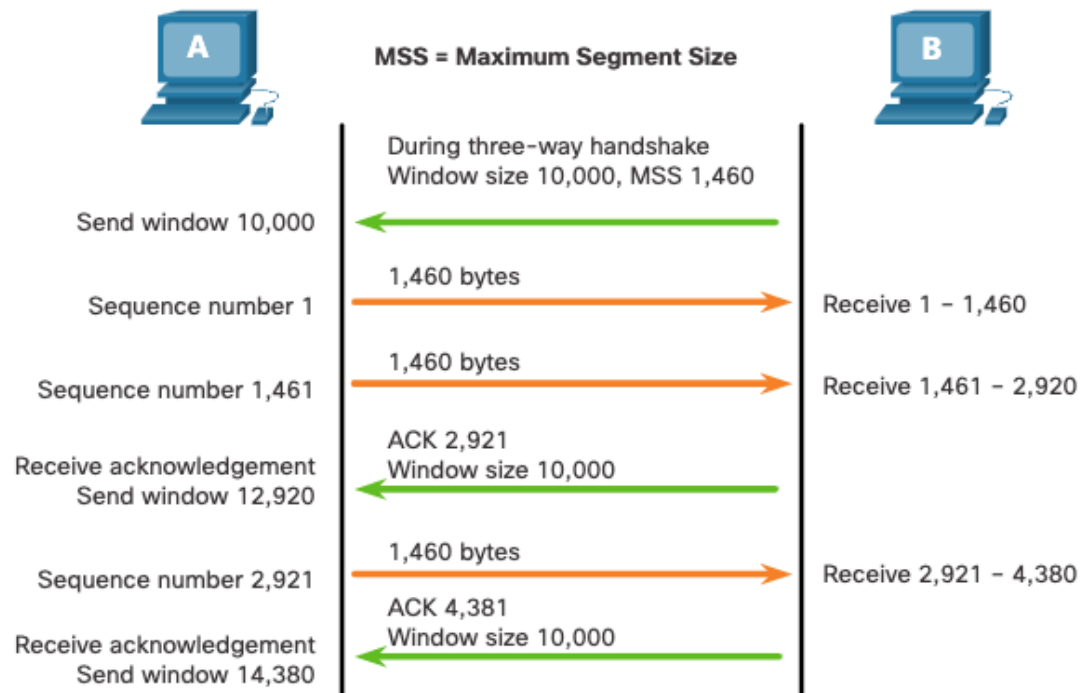 A
MSS = Maximum Segment Size
B
During three-way handshake
Window size 10,000, MSS 1,460
Send window 10,000
1,460 bytes
Sequence number 1
Receive 1 – 1,460
1,460 bytes
Sequence number 1,461
Receive 1,461 – 2,920
ACK 2,921
Window size 10,000
Receive acknowledgement
Send window 12,920
1,460 bytes
Sequence number 2,921
Receive 2,921 – 4,380
ACK 4,381
Window size 10,000
Receive acknowledgement
Send window 14,380